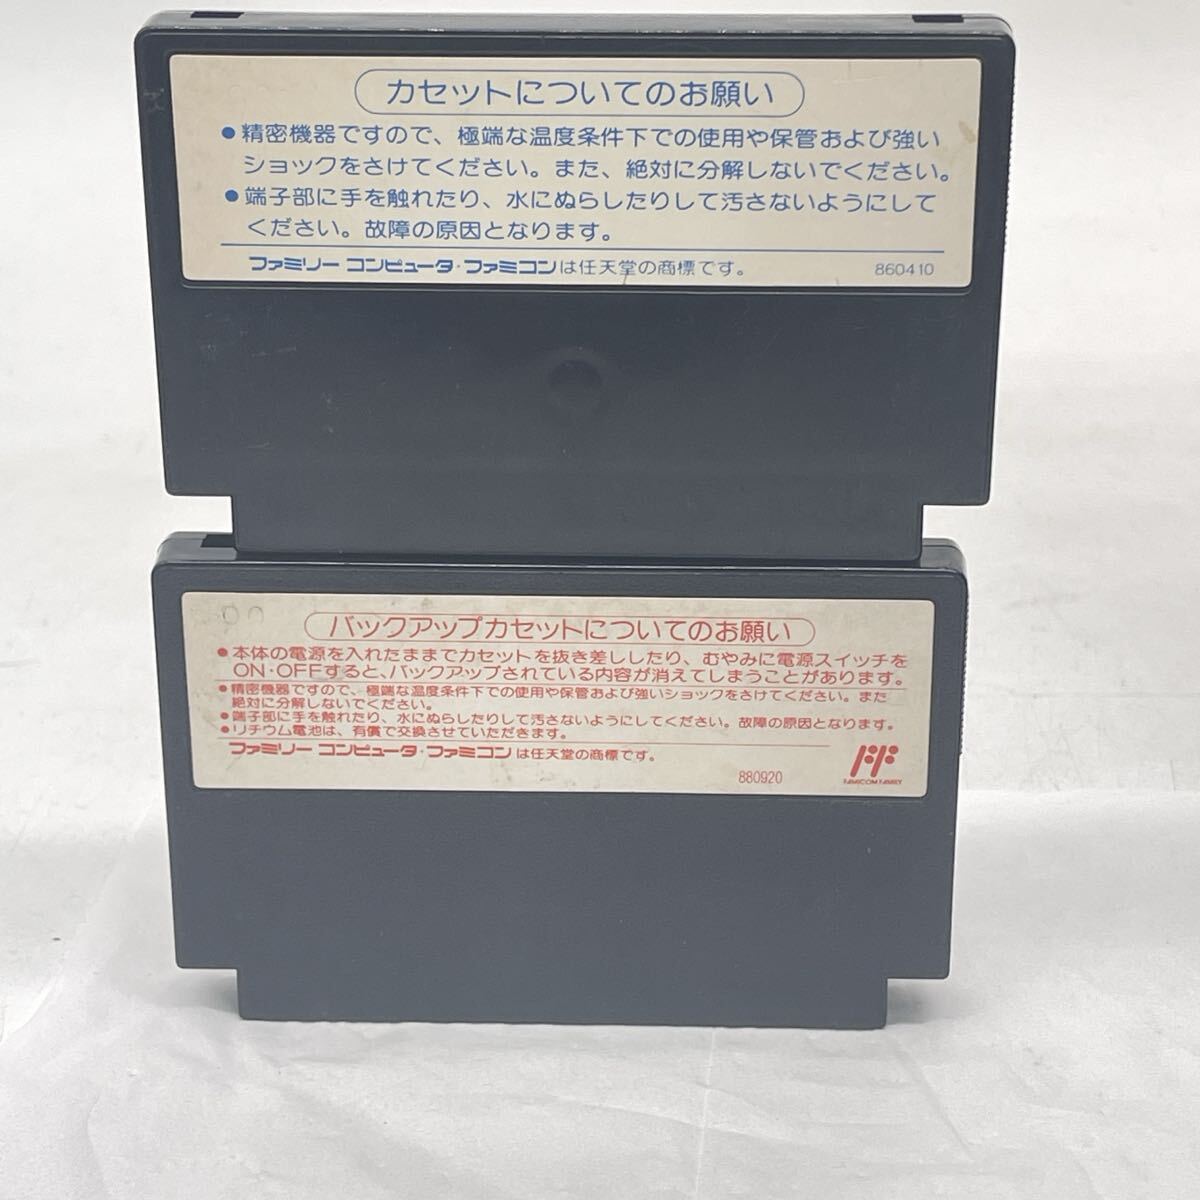 カセットについてのお願い
●精密機器ですので、極端な温度条件下での使用や保管および強い
ショックをさけてください。また、絶対に分解しないでください。
●端子部に手を触れたり、水にぬらしたりして汚さないようにして
ください。故障の原因となります。
ファミリー コンピュータ・ファミコンは任天堂の商標です。 860410
バックアップカセットについてのお願い
●本体の電源を入れたままでカセットを抜き差ししたり、むやみに電源スイッチを
ON・OFFすると、バックアップされている内容が消えてしまうことがあります。
●精密機器ですので、極端な温度条件下での使用や保管および強いショックをさけてください。また
絶対に分解しないでください。
●端子部に手を触れたり、水にぬらしたりして汚さないようにしてください。故障の原因となります。
●リチウム電池は、有償で交換させていただきます。
ファミリー コンピュータ・ファミコンは任天堂の商標です。
880920
FAMICOM FAMILY